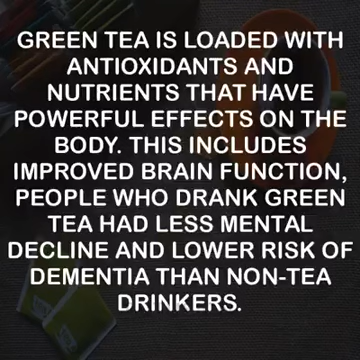 GREEN TEA IS LOADED WITH
ANTIOXIDANTS AND
NUTRIENTS THAT HAVE
POWERFUL EFFECTS ON THE
BODY. THIS INCLUDES
IMPROVED BRAIN FUNCTION,
PEOPLE WHO DRANK GREEN
TEA HAD LESS MENTAL
DECLINE AND LOWER RISK OF
DEMENTIA THAN NON-TEA
DRINKERS.